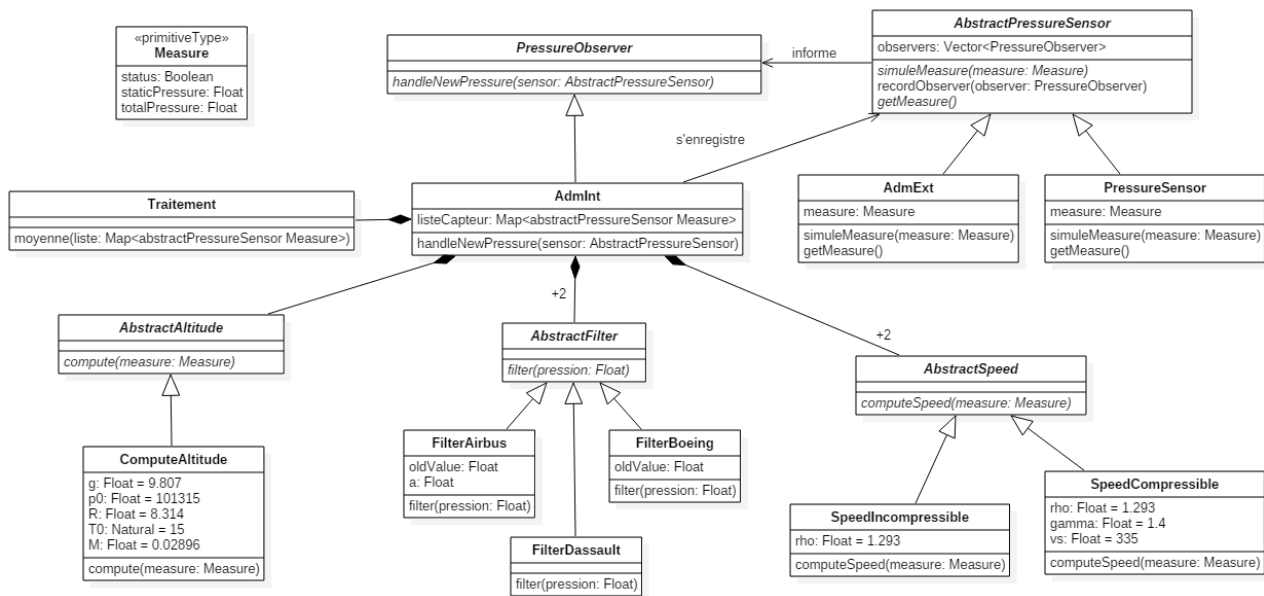 «primitiveType»
Measure
status: Boolean
staticPressure: Float
totalPressure: Float
PressureObserver
handleNewPressure(sensor: AbstractPressureSensor)
informe
AbstractPressureSensor
observers: Vector<PressureObserver>
simuleMeasure(measure: Measure)
recordObserver(observer: PressureObserver)
getMeasure()
s'enregistre
Traitement
moyenne(liste: Map<abstractPressureSensor Measure>)
AdmInt
listeCapteur: Map<abstractPressureSensor Measure>
handleNewPressure(sensor: AbstractPressureSensor)
AdmExt
measure: Measure
simuleMeasure(measure: Measure)
getMeasure()
PressureSensor
measure: Measure
simuleMeasure(measure: Measure)
getMeasure()
+2
+2
AbstractAltitude
compute(measure: Measure)
AbstractFilter
filter(pression: Float)
AbstractSpeed
computeSpeed(measure: Measure)
ComputeAltitude
g: Float = 9.807
p0: Float = 101315
R: Float = 8.314
T0: Natural = 15
M: Float = 0.02896
compute(measure: Measure)
FilterAirbus
oldValue: Float
a: Float
filter(pression: Float)
FilterBoeing
oldValue: Float
filter(pression: Float)
FilterDassault
filter(pression: Float)
SpeedIncompressible
rho: Float = 1.293
computeSpeed(measure: Measure)
SpeedCompressible
rho: Float = 1.293
gamma: Float = 1.4
vs: Float = 335
computeSpeed(measure: Measure)